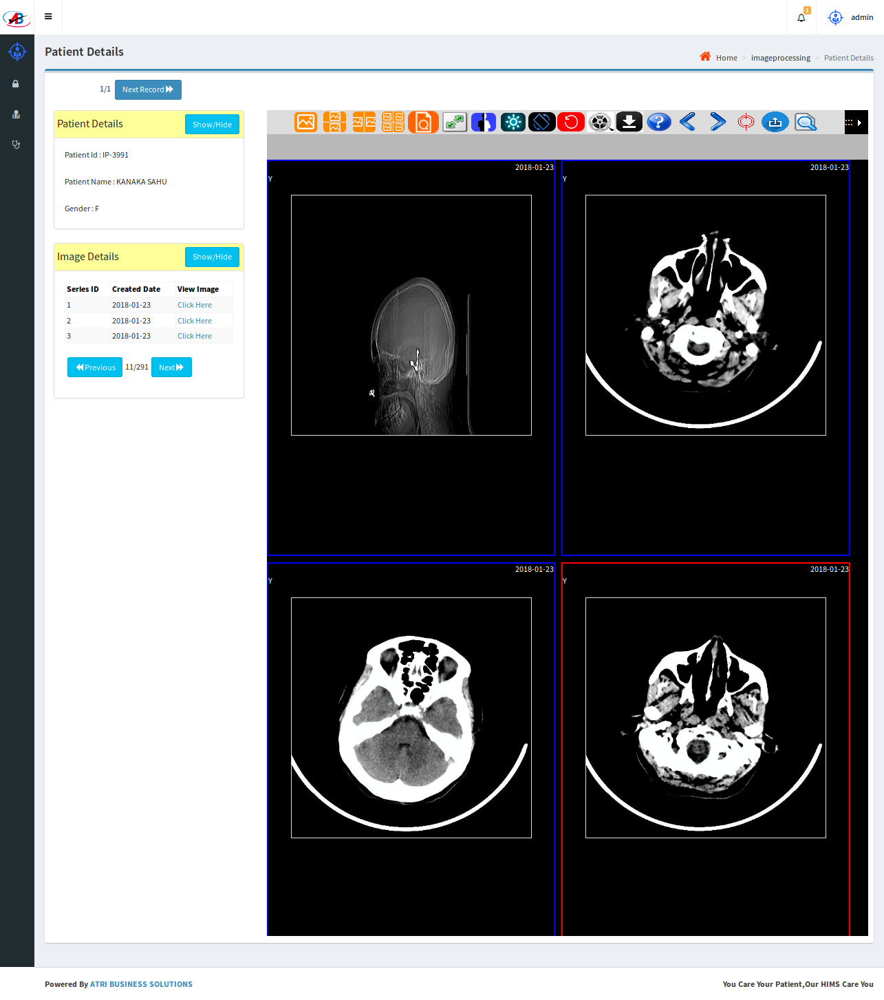 AB
1
admin
Patient Details
Home > imageprocessing > Patient Details
1/1 Next Record
Patient Details Show/Hide
Patient Id : IP-3991
Patient Name : KANAKA SAHU
Gender : F
Image Details Show/Hide
Series ID Created Date View Image
1 2018-01-23 Click Here
2 2018-01-23 Click Here
3 2018-01-23 Click Here
Previous 11/291 Next
2018-01-23
Y
R
2018-01-23
Y
2018-01-23
Y
2018-01-23
Y
Powered By ATRI BUSINESS SOLUTIONS
You Care Your Patient,Our HIMS Care You